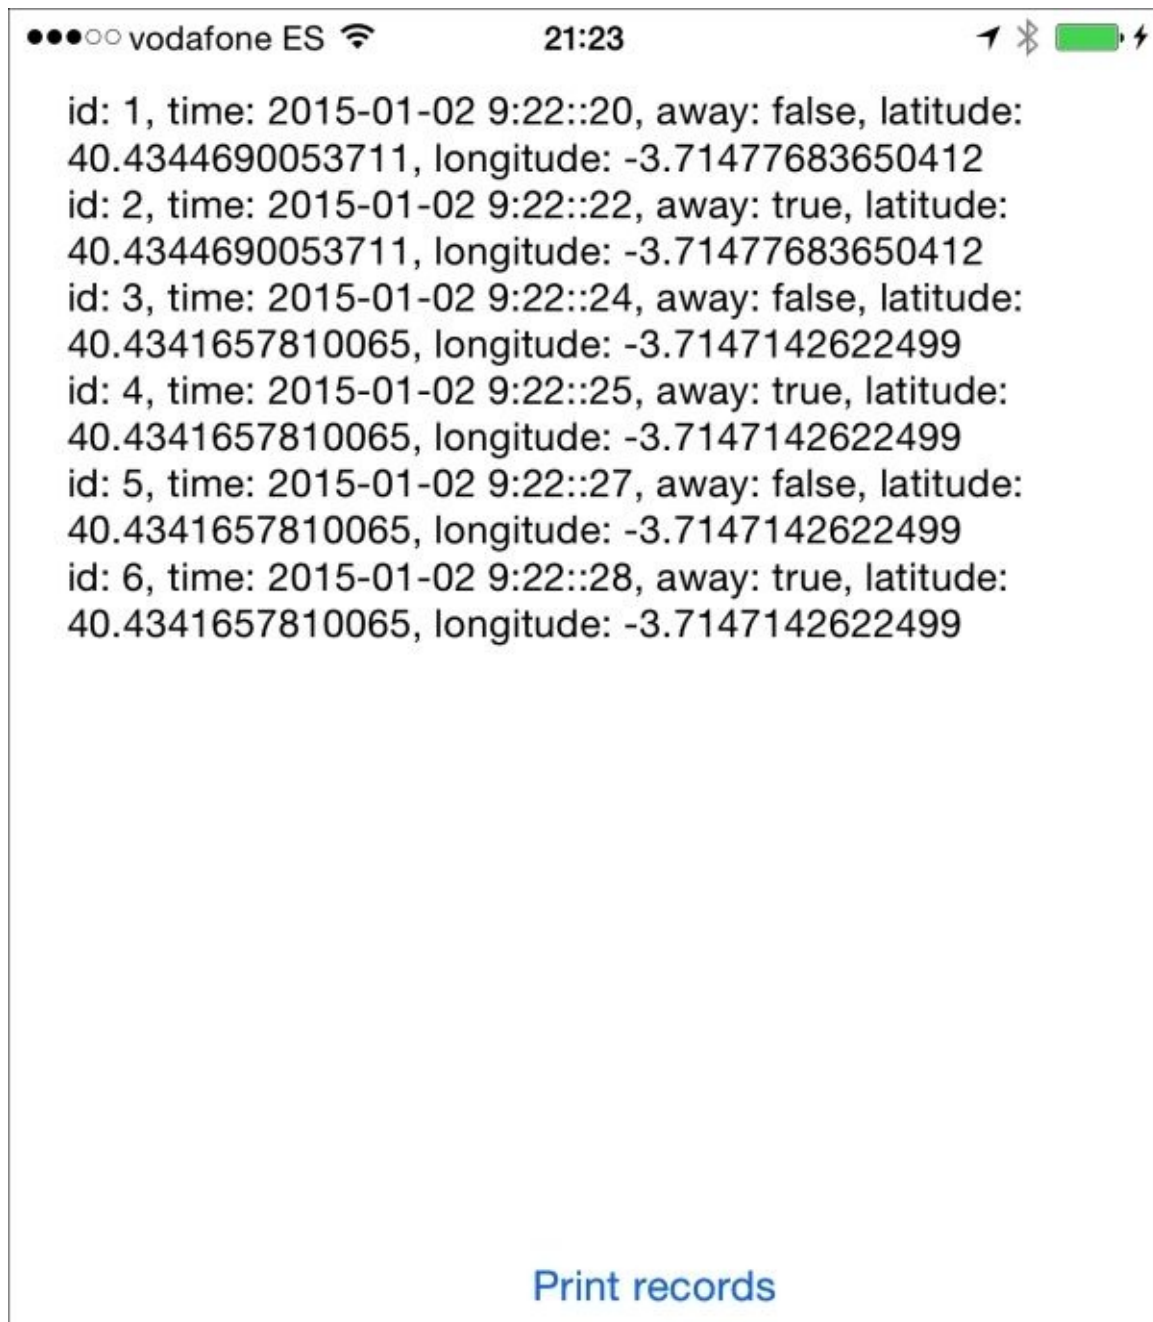 vodafone ES 21:23
id: 1, time: 2015-01-02 9:22::20, away: false, latitude:
40.4344690053711, longitude: -3.71477683650412
id: 2, time: 2015-01-02 9:22::22, away: true, latitude:
40.4344690053711, longitude: -3.71477683650412
id: 3, time: 2015-01-02 9:22::24, away: false, latitude:
40.4341657810065, longitude: -3.7147142622499
id: 4, time: 2015-01-02 9:22::25, away: true, latitude:
40.4341657810065, longitude: -3.7147142622499
id: 5, time: 2015-01-02 9:22::27, away: false, latitude:
40.4341657810065, longitude: -3.7147142622499
id: 6, time: 2015-01-02 9:22::28, away: true, latitude:
40.4341657810065, longitude: -3.7147142622499
Print records